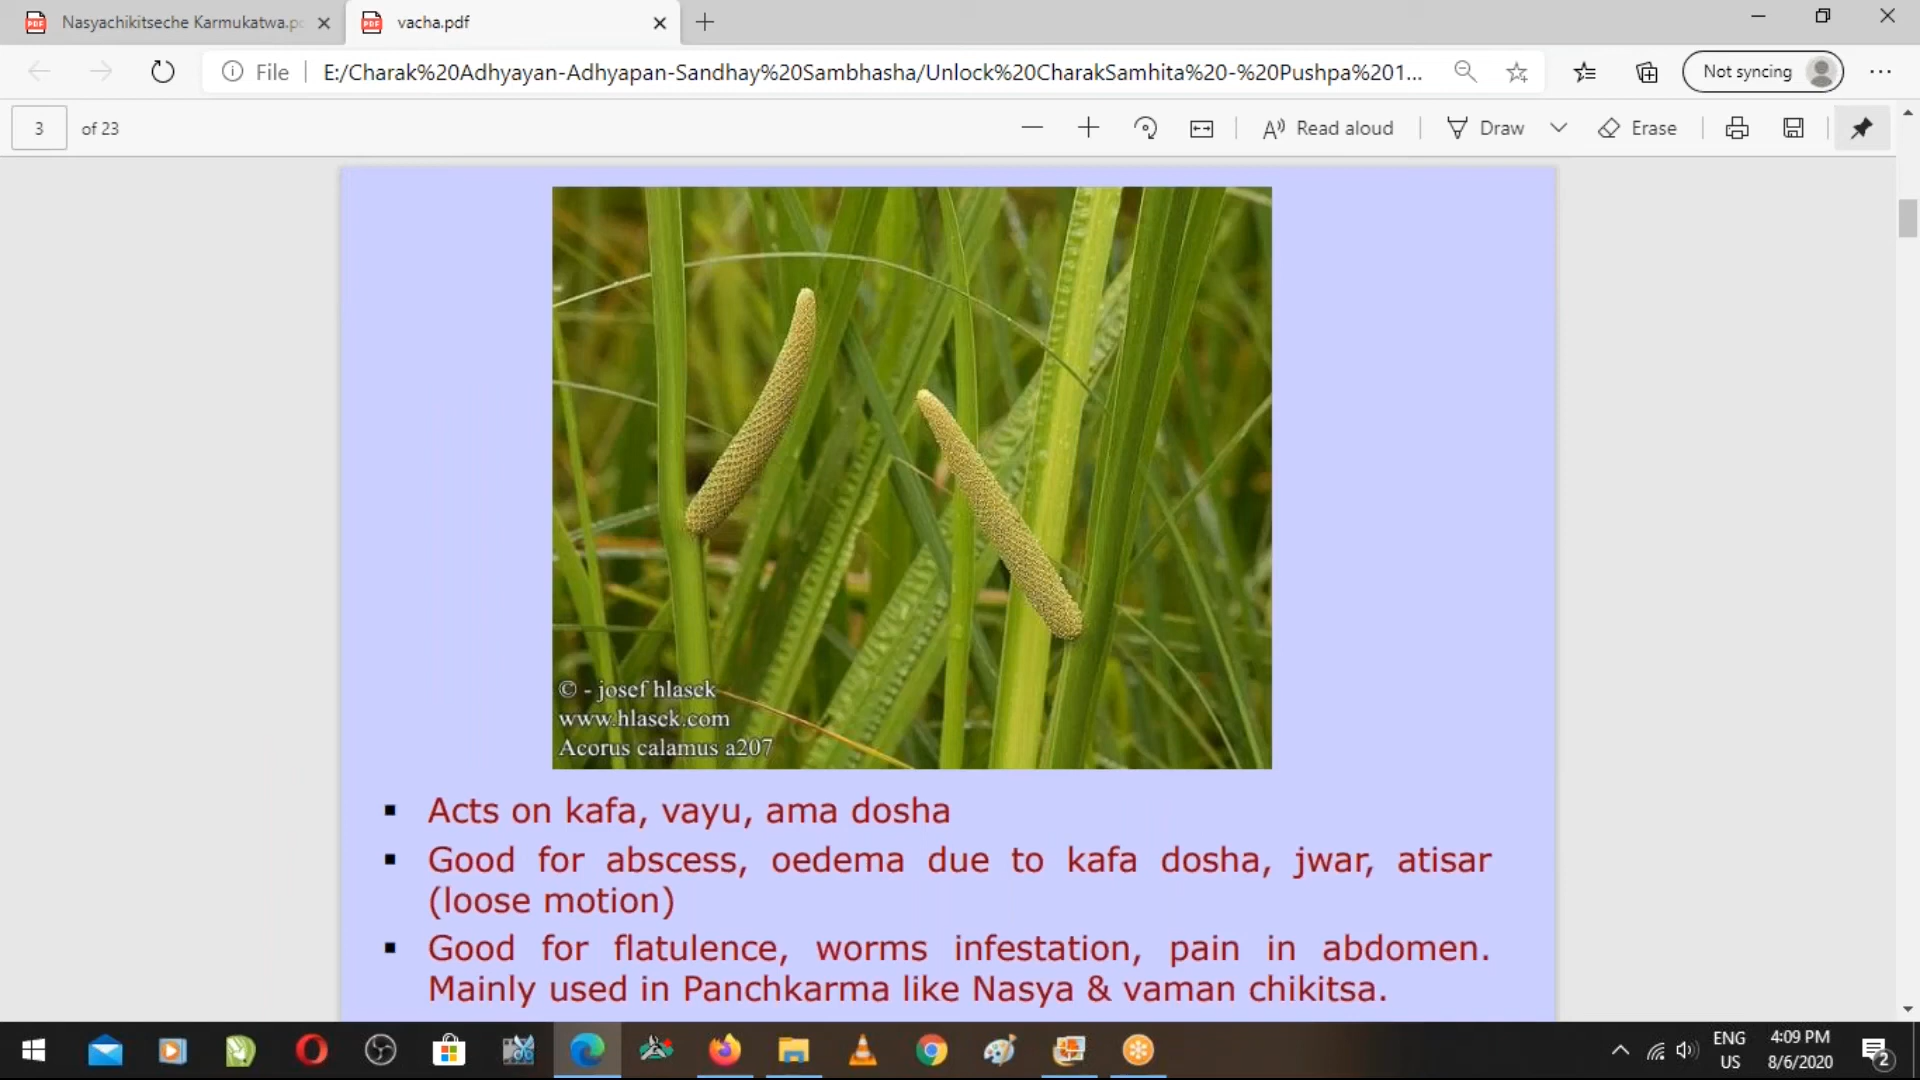 Nasyachikitseche Karmukatwa.p
vacha.pdf
File
E:/Charak%20Adhyayan-Adhyapan-Sandhay%20Sambhasha/Unlock%20CharakSamhita%20-%20Pushpa%201...
Not syncing
3 of 23
Read aloud
Draw
Erase
© - josef hlasek
www.hlasek.com
Acorus calamus a207
Acts on kafa, vayu, ama dosha
Good for abscess, oedema due to kafa dosha, jwar, atisar
(loose motion)
Good for flatulence, worms infestation, pain in abdomen.
Mainly used in Panchkarma like Nasya & vaman chikitsa.
ENG
US
4:09 PM
8/6/2020
2